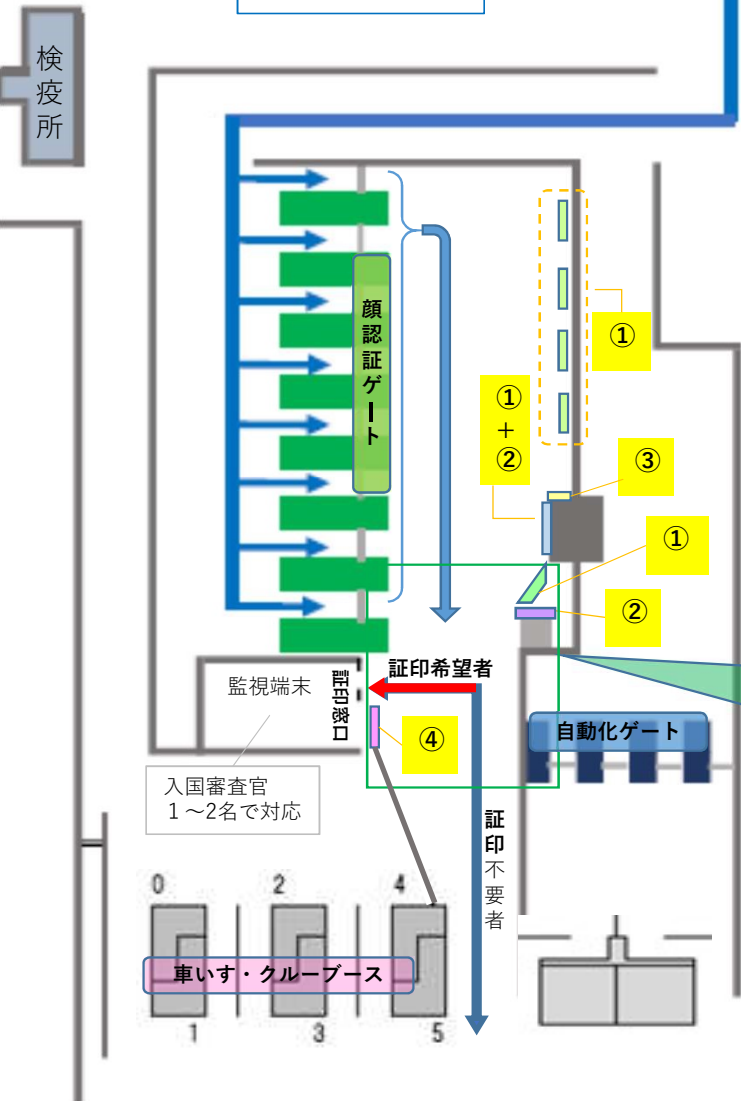 検疫所
顔認証ゲート
①
①
+
②
③
①
②
証印希望者
監視端末
証印窓口
④
自動化ゲート
入国審査官
1～2名で対応
証印不要者
0
2
4
車いす・クルーブース
1
3
5